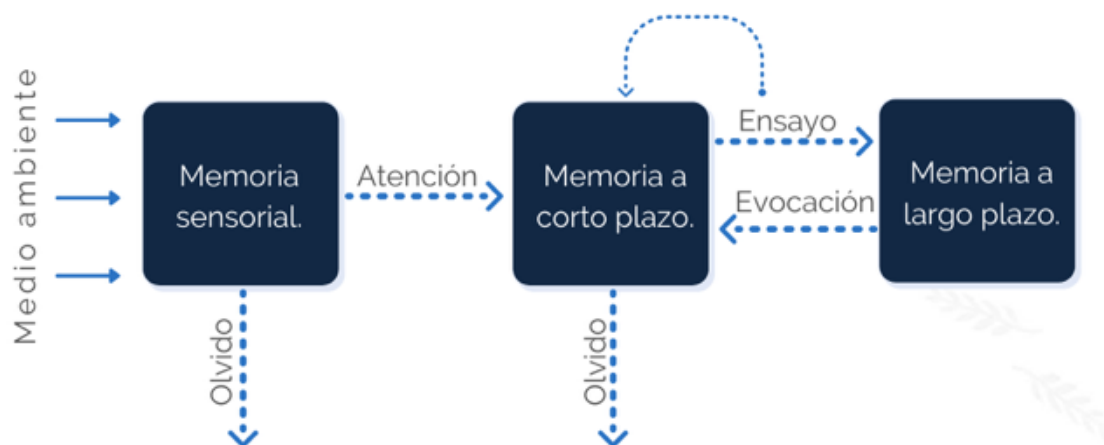 Medio ambiente
Memoria
sensorial.
Atención
Memoria a
corto plazo.
Ensayo
Evocación
Memoria a
largo plazo.
Olvido
Olvido